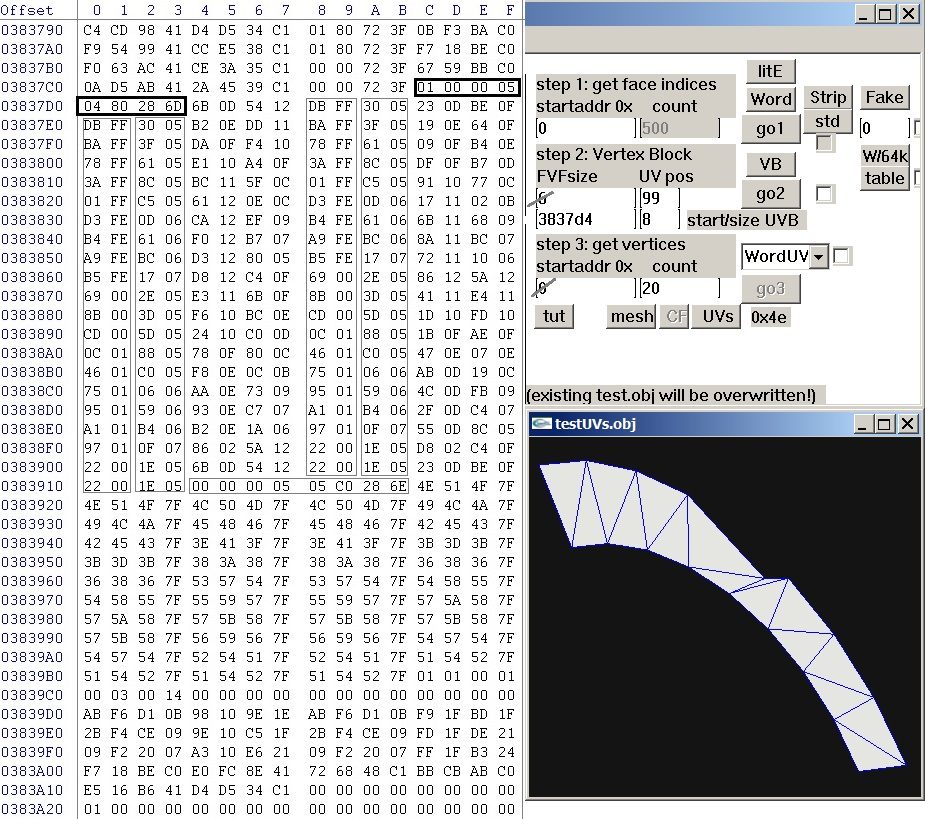 Offset 0 1 2 3 4 5 6 7 8 9 A B C D E F
0383790 C4 CD 98 41 D4 D5 34 C1 01 80 72 3F 0B F3 BA C0
03837A0 F9 54 99 41 CC E5 38 C1 01 80 72 3F F7 18 BE C0
03837B0 F0 63 AC 41 CE 3A 35 C1 00 00 72 3F 67 59 BB C0
03837C0 0A D5 AB 41 2A 45 39 C1 00 00 72 3F 01 00 00 05
03837D0 04 80 28 6D 6B 0D 54 12 DB FF 30 05 23 0D BE 0F
03837E0 DB FF 30 05 B2 0E DD 11 BA FF 3F 05 19 0E 64 0F
03837F0 BA FF 3F 05 DA 0F F4 10 78 FF 61 05 09 0F B4 0E
0383800 78 FF 61 05 E1 10 A4 0F 3A FF 8C 05 DF 0F B7 0D
0383810 3A FF 8C 05 BC 11 5F 0C 01 FF C5 05 91 10 77 0C
0383820 01 FF C5 05 61 12 0E 0C D3 FE 0D 06 17 11 02 0B
0383830 D3 FE 0D 06 CA 12 EF 09 B4 FE 61 06 6B 11 68 09
0383840 B4 FE 61 06 F0 12 B7 07 A9 FE BC 06 8A 11 BC 07
0383850 A9 FE BC 06 D3 12 80 05 B5 FE 17 07 72 11 10 06
0383860 B5 FE 17 07 D8 12 C4 0F 69 00 2E 05 86 12 5A 12
0383870 69 00 2E 05 E3 11 6B 0F 8B 00 3D 05 41 11 E4 11
0383880 8B 00 3D 05 F6 10 BC 0E CD 00 5D 05 1D 10 FD 10
0383890 CD 00 5D 05 24 10 C0 0D 0C 01 88 05 1B 0F AE 0F
03838A0 0C 01 88 05 78 0F 80 0C 46 01 C0 05 47 0E 07 0E
03838B0 46 01 C0 05 F8 0E 0C 0B 75 01 06 06 AB 0D 19 0C
03838C0 75 01 06 06 AA 0E 73 09 95 01 59 06 4C 0D FB 09
03838D0 95 01 59 06 93 0E C7 07 A1 01 B4 06 2F 0D C4 07
03838E0 A1 01 B4 06 B2 0E 1A 06 97 01 0F 07 55 0D 8C 05
03838F0 97 01 0F 07 86 02 5A 12 22 00 1E 05 D8 02 C4 0F
0383900 22 00 1E 05 6B 0D 54 12 22 00 1E 05 23 0D BE 0F
0383910 22 00 1E 05 00 00 00 05 05 C0 28 6E 4E 51 4F 7F
0383920 4E 51 4F 7F 4C 50 4D 7F 4C 50 4D 7F 49 4C 4A 7F
0383930 49 4C 4A 7F 45 48 46 7F 45 48 46 7F 42 45 43 7F
0383940 42 45 43 7F 3E 41 3F 7F 3E 41 3F 7F 3B 3D 3B 7F
0383950 3B 3D 3B 7F 38 3A 38 7F 38 3A 38 7F 36 38 36 7F
0383960 36 38 36 7F 53 57 54 7F 53 57 54 7F 54 58 55 7F
0383970 54 58 55 7F 55 59 57 7F 55 59 57 7F 57 5A 58 7F
0383980 57 5A 58 7F 57 5B 58 7F 57 5B 58 7F 57 5B 58 7F
0383990 57 5B 58 7F 56 59 56 7F 56 59 56 7F 54 57 54 7F
03839A0 54 57 54 7F 52 54 51 7F 52 54 51 7F 51 54 52 7F
03839B0 51 54 52 7F 51 54 52 7F 51 54 52 7F 01 01 00 01
03839C0 00 03 00 14 00 00 00 00 00 00 00 00 00 00 00 00
03839D0 AB F6 D1 0B 98 10 9E 1E AB F6 D1 0B F9 1F BD 1F
03839E0 2B F4 CE 09 9E 10 C5 1F 2B F4 CE 09 FD 1F DE 21
03839F0 09 F2 20 07 A3 10 E6 21 09 F2 20 07 FF 1F B3 24
0383A00 F7 18 BE C0 E0 FC 8E 41 72 68 48 C1 BB CB AB C0
0383A10 E5 16 B6 41 D4 D5 34 C1 00 00 00 00 00 00 00 00
0383A20 01 00 00 00 00 00 00 00 00 00 00 00 00 00 00 00
step 1: get face indices
startaddr 0x count
0 500
litE
Word
go1
Strip
std
Fake
0
step 2: Vertex Block
FVFsize UV pos
6 99
3837d4 8 start/size UVB
VB
go2
W/64k
table
step 3: get vertices
startaddr 0x count
0 20
WordUV
go3
tut mesh CF UVs 0x4e
(existing test.obj will be overwritten!)
testUVs.obj